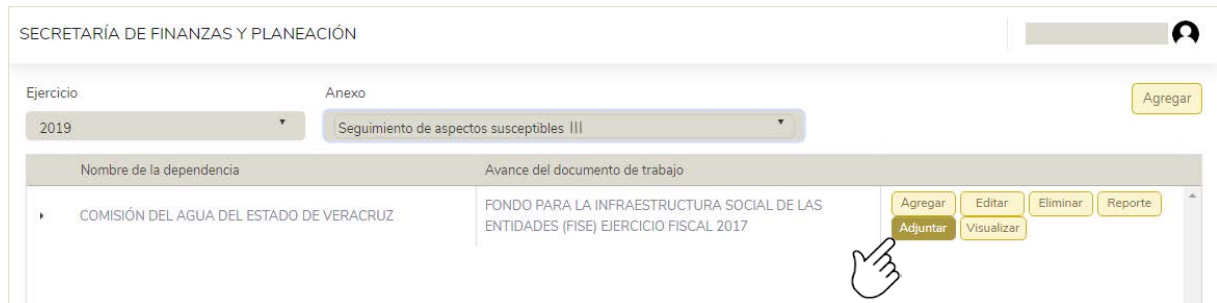 SECRETARÍA DE FINANZAS Y PLANEACIÓN
Ejercicio
Anexo
Agregar
2019
Seguimiento de aspectos susceptibles III
Nombre de la dependencia
Avance del documento de trabajo
COMISIÓN DEL AGUA DEL ESTADO DE VERACRUZ
FONDO PARA LA INFRAESTRUCTURA SOCIAL DE LAS
ENTIDADES (FISE) EJERCICIO FISCAL 2017
Agregar Editar Eliminar Reporte
Adjuntar Visualizar